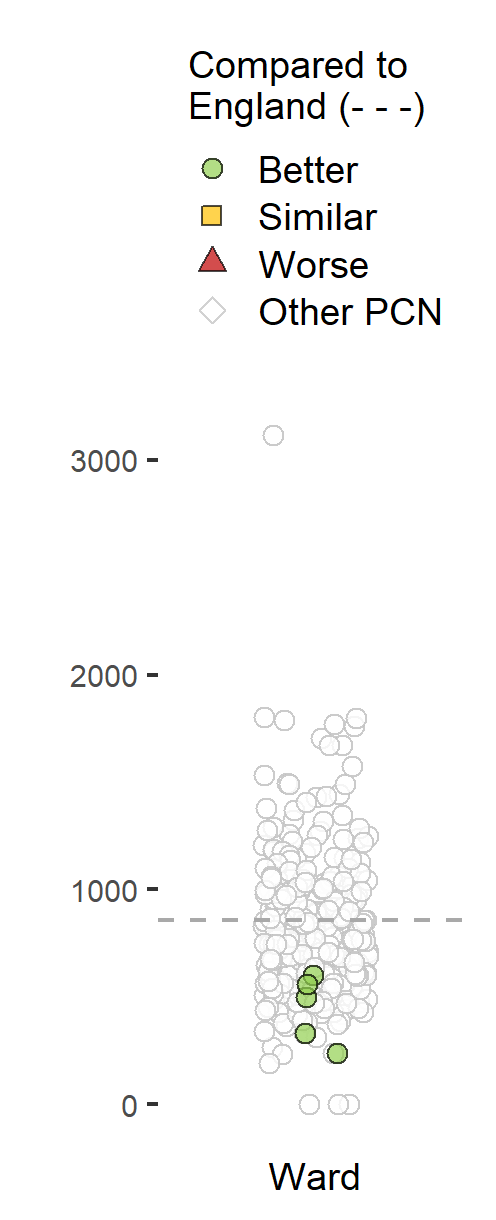 Compared to
England (- - -)
Better
Similar
Worse
Other PCN
3000
2000
1000
0
Ward